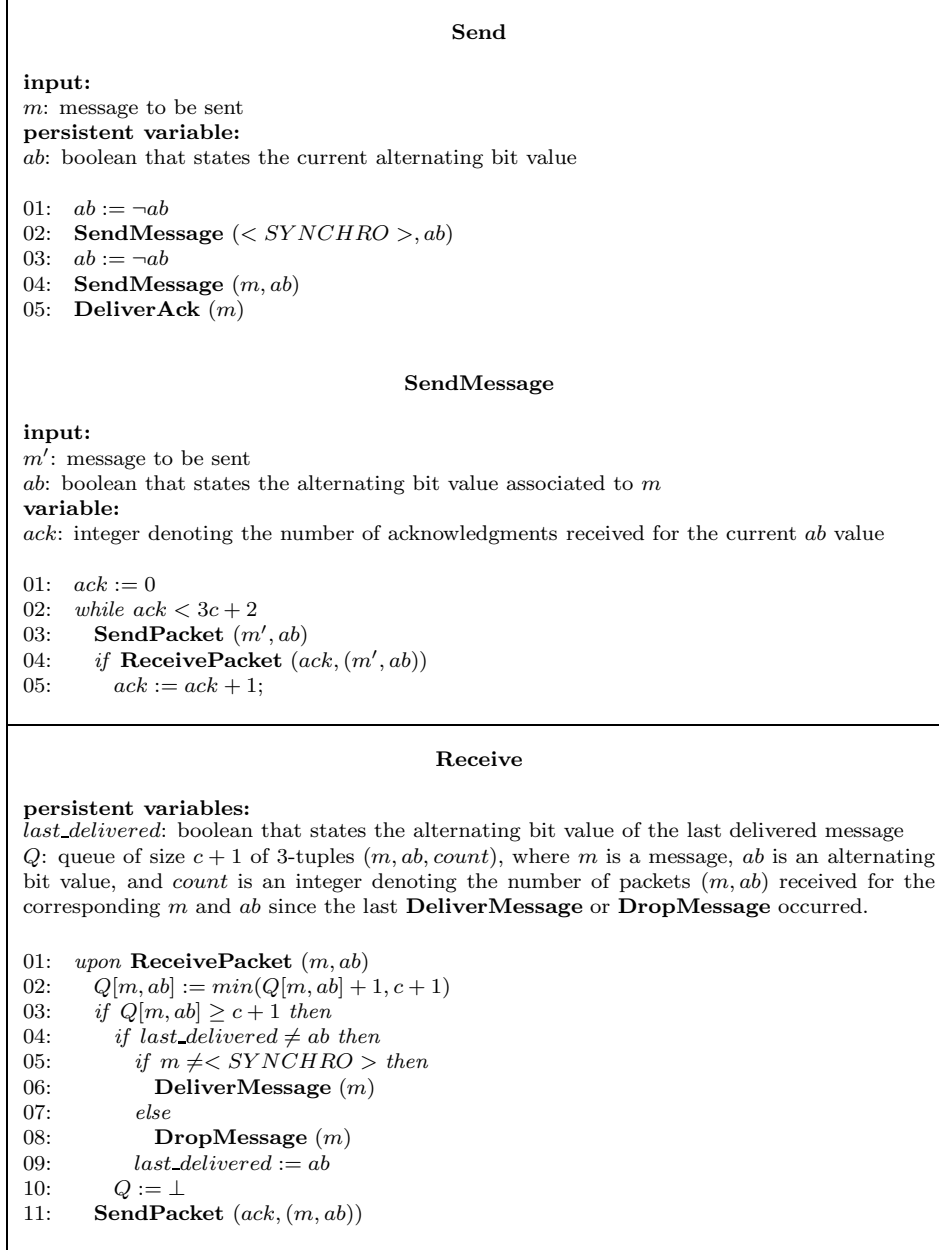 Send
input:
m: message to be sent
persistent variable:
ab: boolean that states the current alternating bit value
01: ab := ¬ab
02: SendMessage (< SYNCHRO >, ab)
03: ab := ¬ab
04: SendMessage (m, ab)
05: DeliverAck (m)
SendMessage
input:
m′: message to be sent
ab: boolean that states the alternating bit value associated to m
variable:
ack: integer denoting the number of acknowledgments received for the current ab value
01: ack := 0
02: while ack < 3c + 2
03: SendPacket (m′, ab)
04: if ReceivePacket (ack, (m′, ab))
05: ack := ack + 1;
Receive
persistent variables:
last_delivered: boolean that states the alternating bit value of the last delivered message
Q: queue of size c + 1 of 3-tuples (m, ab, count), where m is a message, ab is an alternating
bit value, and count is an integer denoting the number of packets (m, ab) received for the
corresponding m and ab since the last DeliverMessage or DropMessage occurred.
01: upon ReceivePacket (m, ab)
02: Q[m, ab] := min(Q[m, ab] + 1, c + 1)
03: if Q[m, ab] ≥ c + 1 then
04: if last_delivered ≠ ab then
05: if m ≠< SYNCHRO > then
06: DeliverMessage (m)
07: else
08: DropMessage (m)
09: last_delivered := ab
10: Q := ⊥
11: SendPacket (ack, (m, ab))